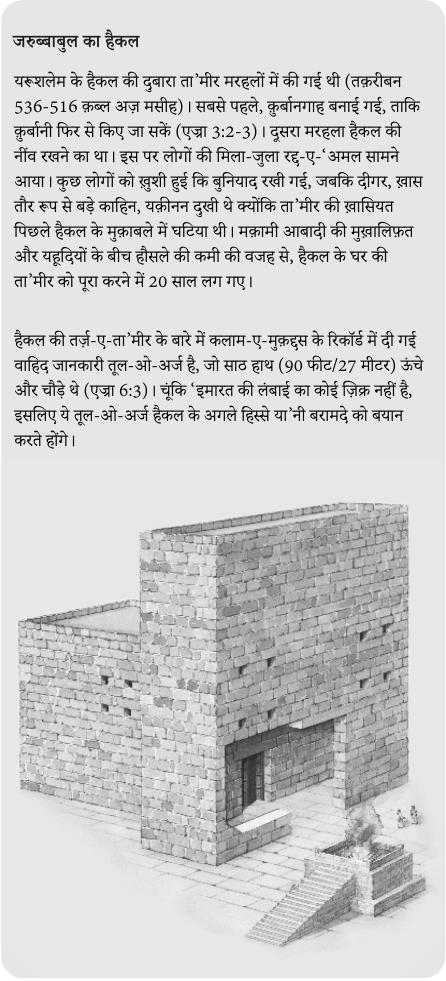 जरुब्बाबुल का हैकल
यरूशलेम के हैकल की दुबारा ता’मीर मरहलों में की गई थी (तक़रीबन
536-516 क़ब्ल अज़ मसीह)। सबसे पहले, क़ुर्बानगाह बनाई गई, ताकि
क़ुर्बानी फिर से किए जा सकें (एज्रा 3:2-3)। दूसरा मरहला हैकल की
नींव रखने का था। इस पर लोगों की मिला-जुला रद्द-ए-‘अमल सामने
आया। कुछ लोगों को ख़ुशी हुई कि बुनियाद रखी गई, जबकि दीगर, ख़ास
तौर रूप से बड़े काहिन, यक़ीनन दुखी थे क्योंकि ता’मीर की ख़ासियत
पिछले हैकल के मुक़ाबले में घटिया थी। मक़ामी आबादी की मुख़ालिफ़त
और यहूदियों के बीच हौसले की कमी की वजह से, हैकल के घर की
ता’मीर को पूरा करने में 20 साल लग गए।
हैकल की तर्ज़-ए-ता’मीर के बारे में कलाम-ए-मुक़द्दस के रिकॉर्ड में दी गई
वाहिद जानकारी तूल-ओ-अर्ज है, जो साठ हाथ (90 फीट/27 मीटर) ऊंचे
और चौड़े थे (एज्रा 6:3)। चूंकि ‘इमारत की लंबाई का कोई ज़िक्र नहीं है,
इसलिए ये तूल-ओ-अर्ज हैकल के अगले हिस्से या’नी बरामदे को बयान
करते होंगे।